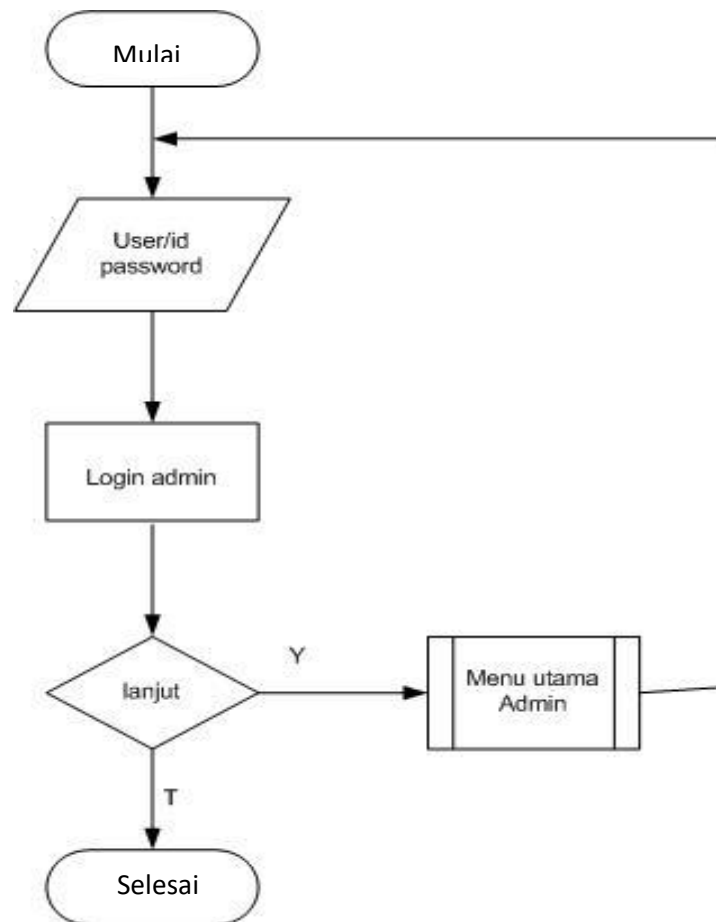 Mulai
User/id
password
Login admin
lanjut
Y
Menu utama
Admin
T
Selesai